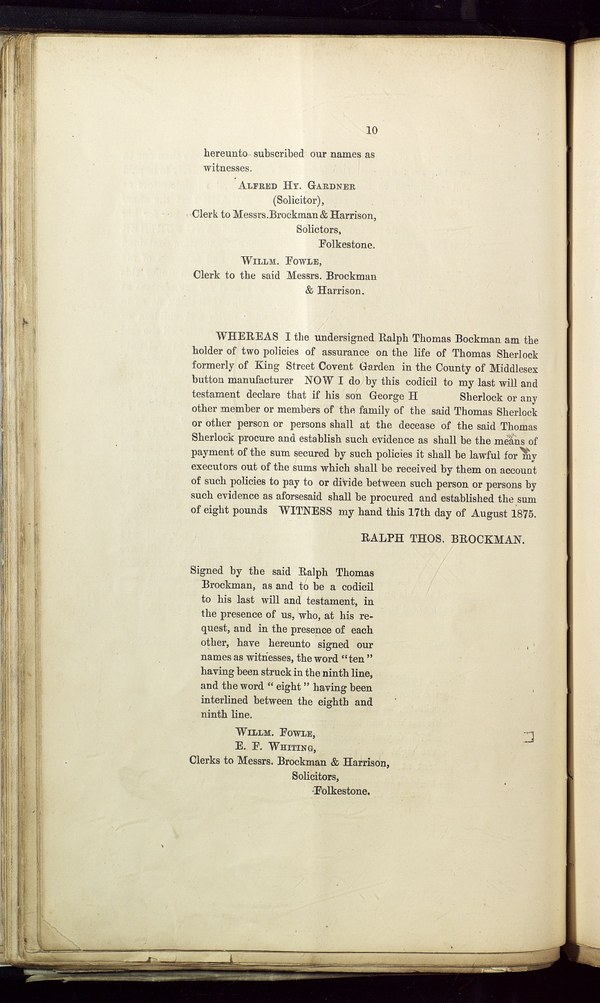 10
hereunto subscribed our names as
witnesses.
ALFRED HY. GARDNER
(Solicitor),
Clerk to Messrs. Brockman & Harrison,
Solictors,
Folkestone.
WILLM. FOWLE,
Clerk to the said Messrs. Brockman
& Harrison.
WHEREAS I the undersigned Ralph Thomas Bockman am the
holder of two policies of assurance on the life of Thomas Sherlock
formerly of King Street Covent Garden in the County of Middlesex
button manufacturer NOW I do by this codicil to my last will and
testament declare that if his son George H Sherlock or any
other member or members of the family of the said Thomas Sherlock
or other person or persons shall at the decease of the said Thomas
Sherlock procure and establish such evidence as shall be the means of
payment of the sum secured by such policies it shall be lawful for my
executors out of the sums which shall be received by them on account
of such policies to pay to or divide between such person or persons by
such evidence as aforsesaid shall be procured and established the sum
of eight pounds WITNESS my hand this 17th day of August 1875.
RALPH THOS. BROCKMAN.
Signed by the said Ralph Thomas
Brockman, as and to be a codicil
to his last will and testament, in
the presence of us, who, at his re-
quest, and in the presence of each
other, have hereunto signed our
names as witnesses, the word "ten"
having been struck in the ninth line,
and the word "eight" having been
interlined between the eighth and
ninth line.
WILLM. FOWLE,
E. F. WHITING,
Clerks to Messrs. Brockman & Harrison,
Solicitors,
Folkestone.